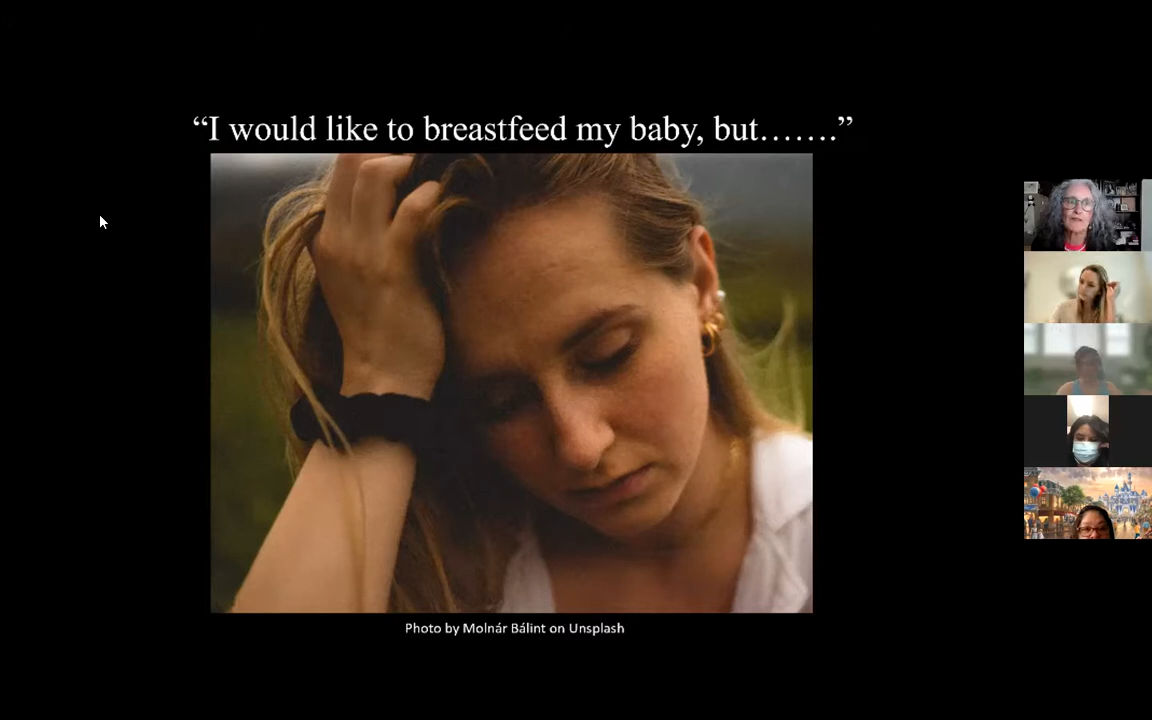 “I would like to breastfeed my baby, but…….”
Photo by Molnár Bálint on Unsplash